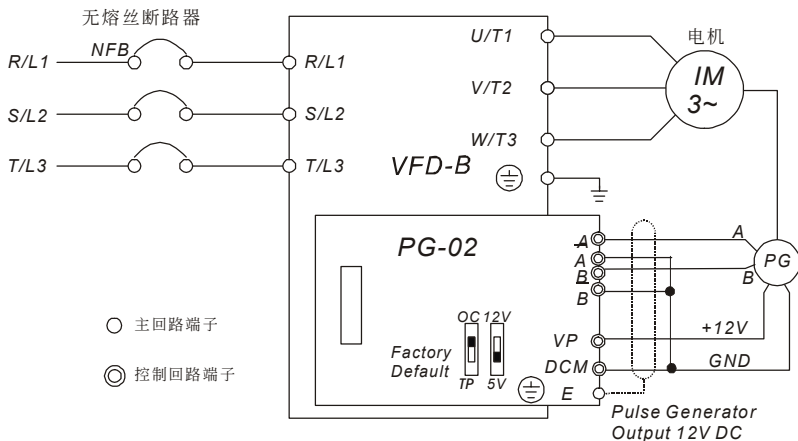 无熔丝断路器
NFB
R/L1
S/L2
T/L3
R/L1
S/L2
T/L3
U/T1
V/T2
W/T3
VFD-B
电机
IM
3~
PG-02
A
A
B
B
VP
DCM
E
OC 12V
Factory
Default
TP 5V
A
B
PG
+12V
GND
Pulse Generator
Output 12V DC
主回路端子
控制回路端子